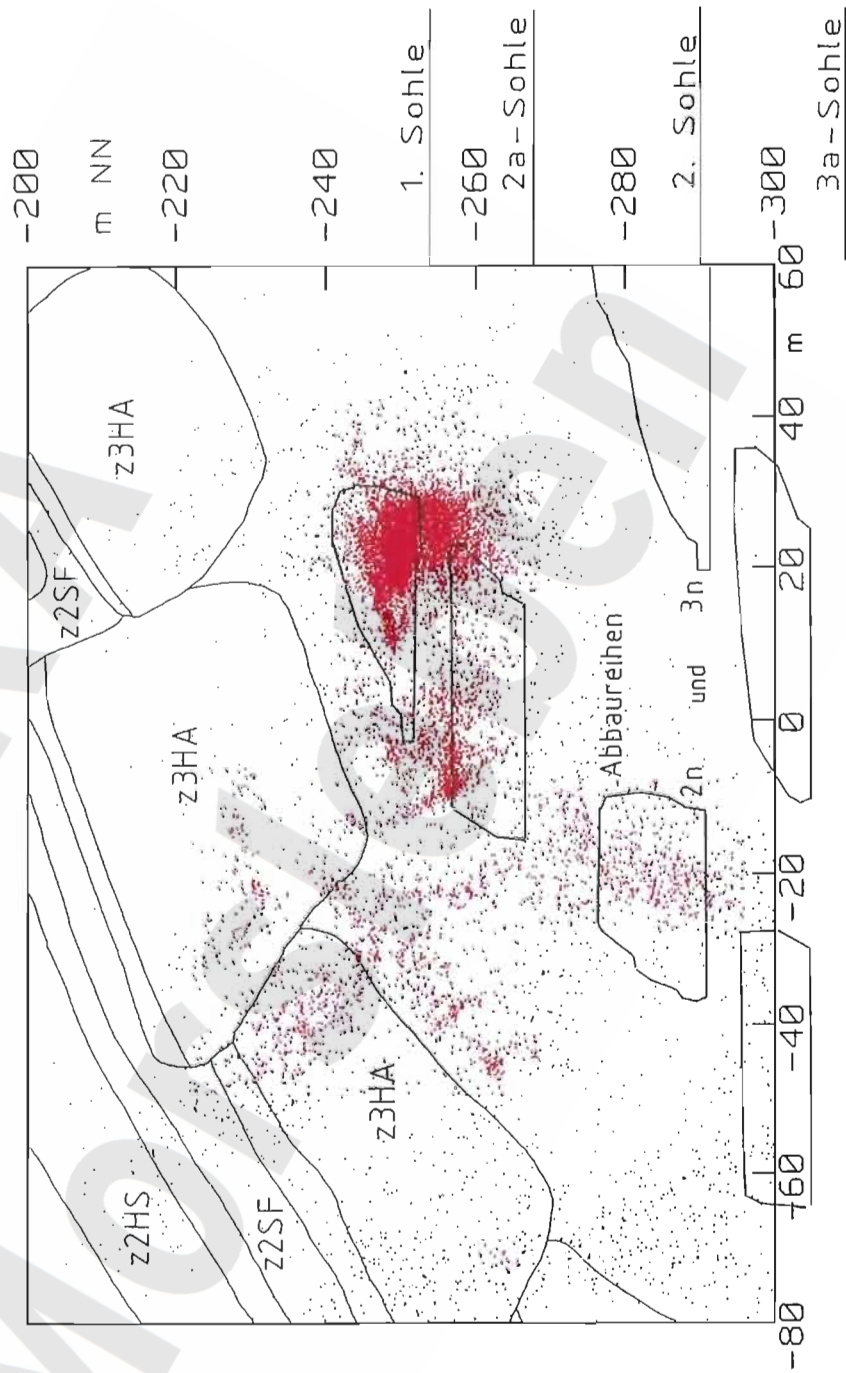 -200
m NN
-220
-240
1. Sohle
-260
2a-Sohle
-280
2. Sohle
-300
3a-Sohle
z2HS
z2SF
z3HA
z3HA
z2SF
z3HA
Abbaureihen
2n und 3n
-80
-60
-40
-20
0
20
40
m
60
Morsleben